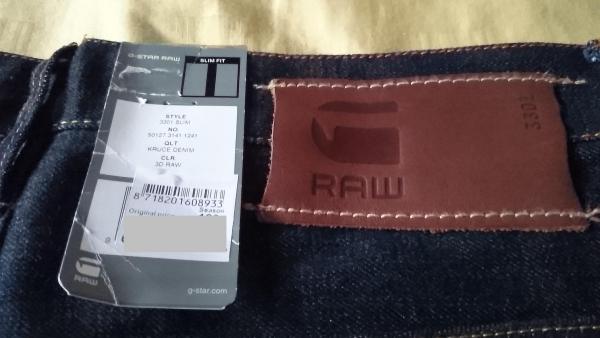 G-STAR RAW
SLIM FIT
STYLE
3301 SLIM
NO.
50127.3141.1241
QLT
KRUCE DENIM
CLR.
3D RAW
8 718201 608933
Season
Original price
RAW
g-star.com
RAW
3301